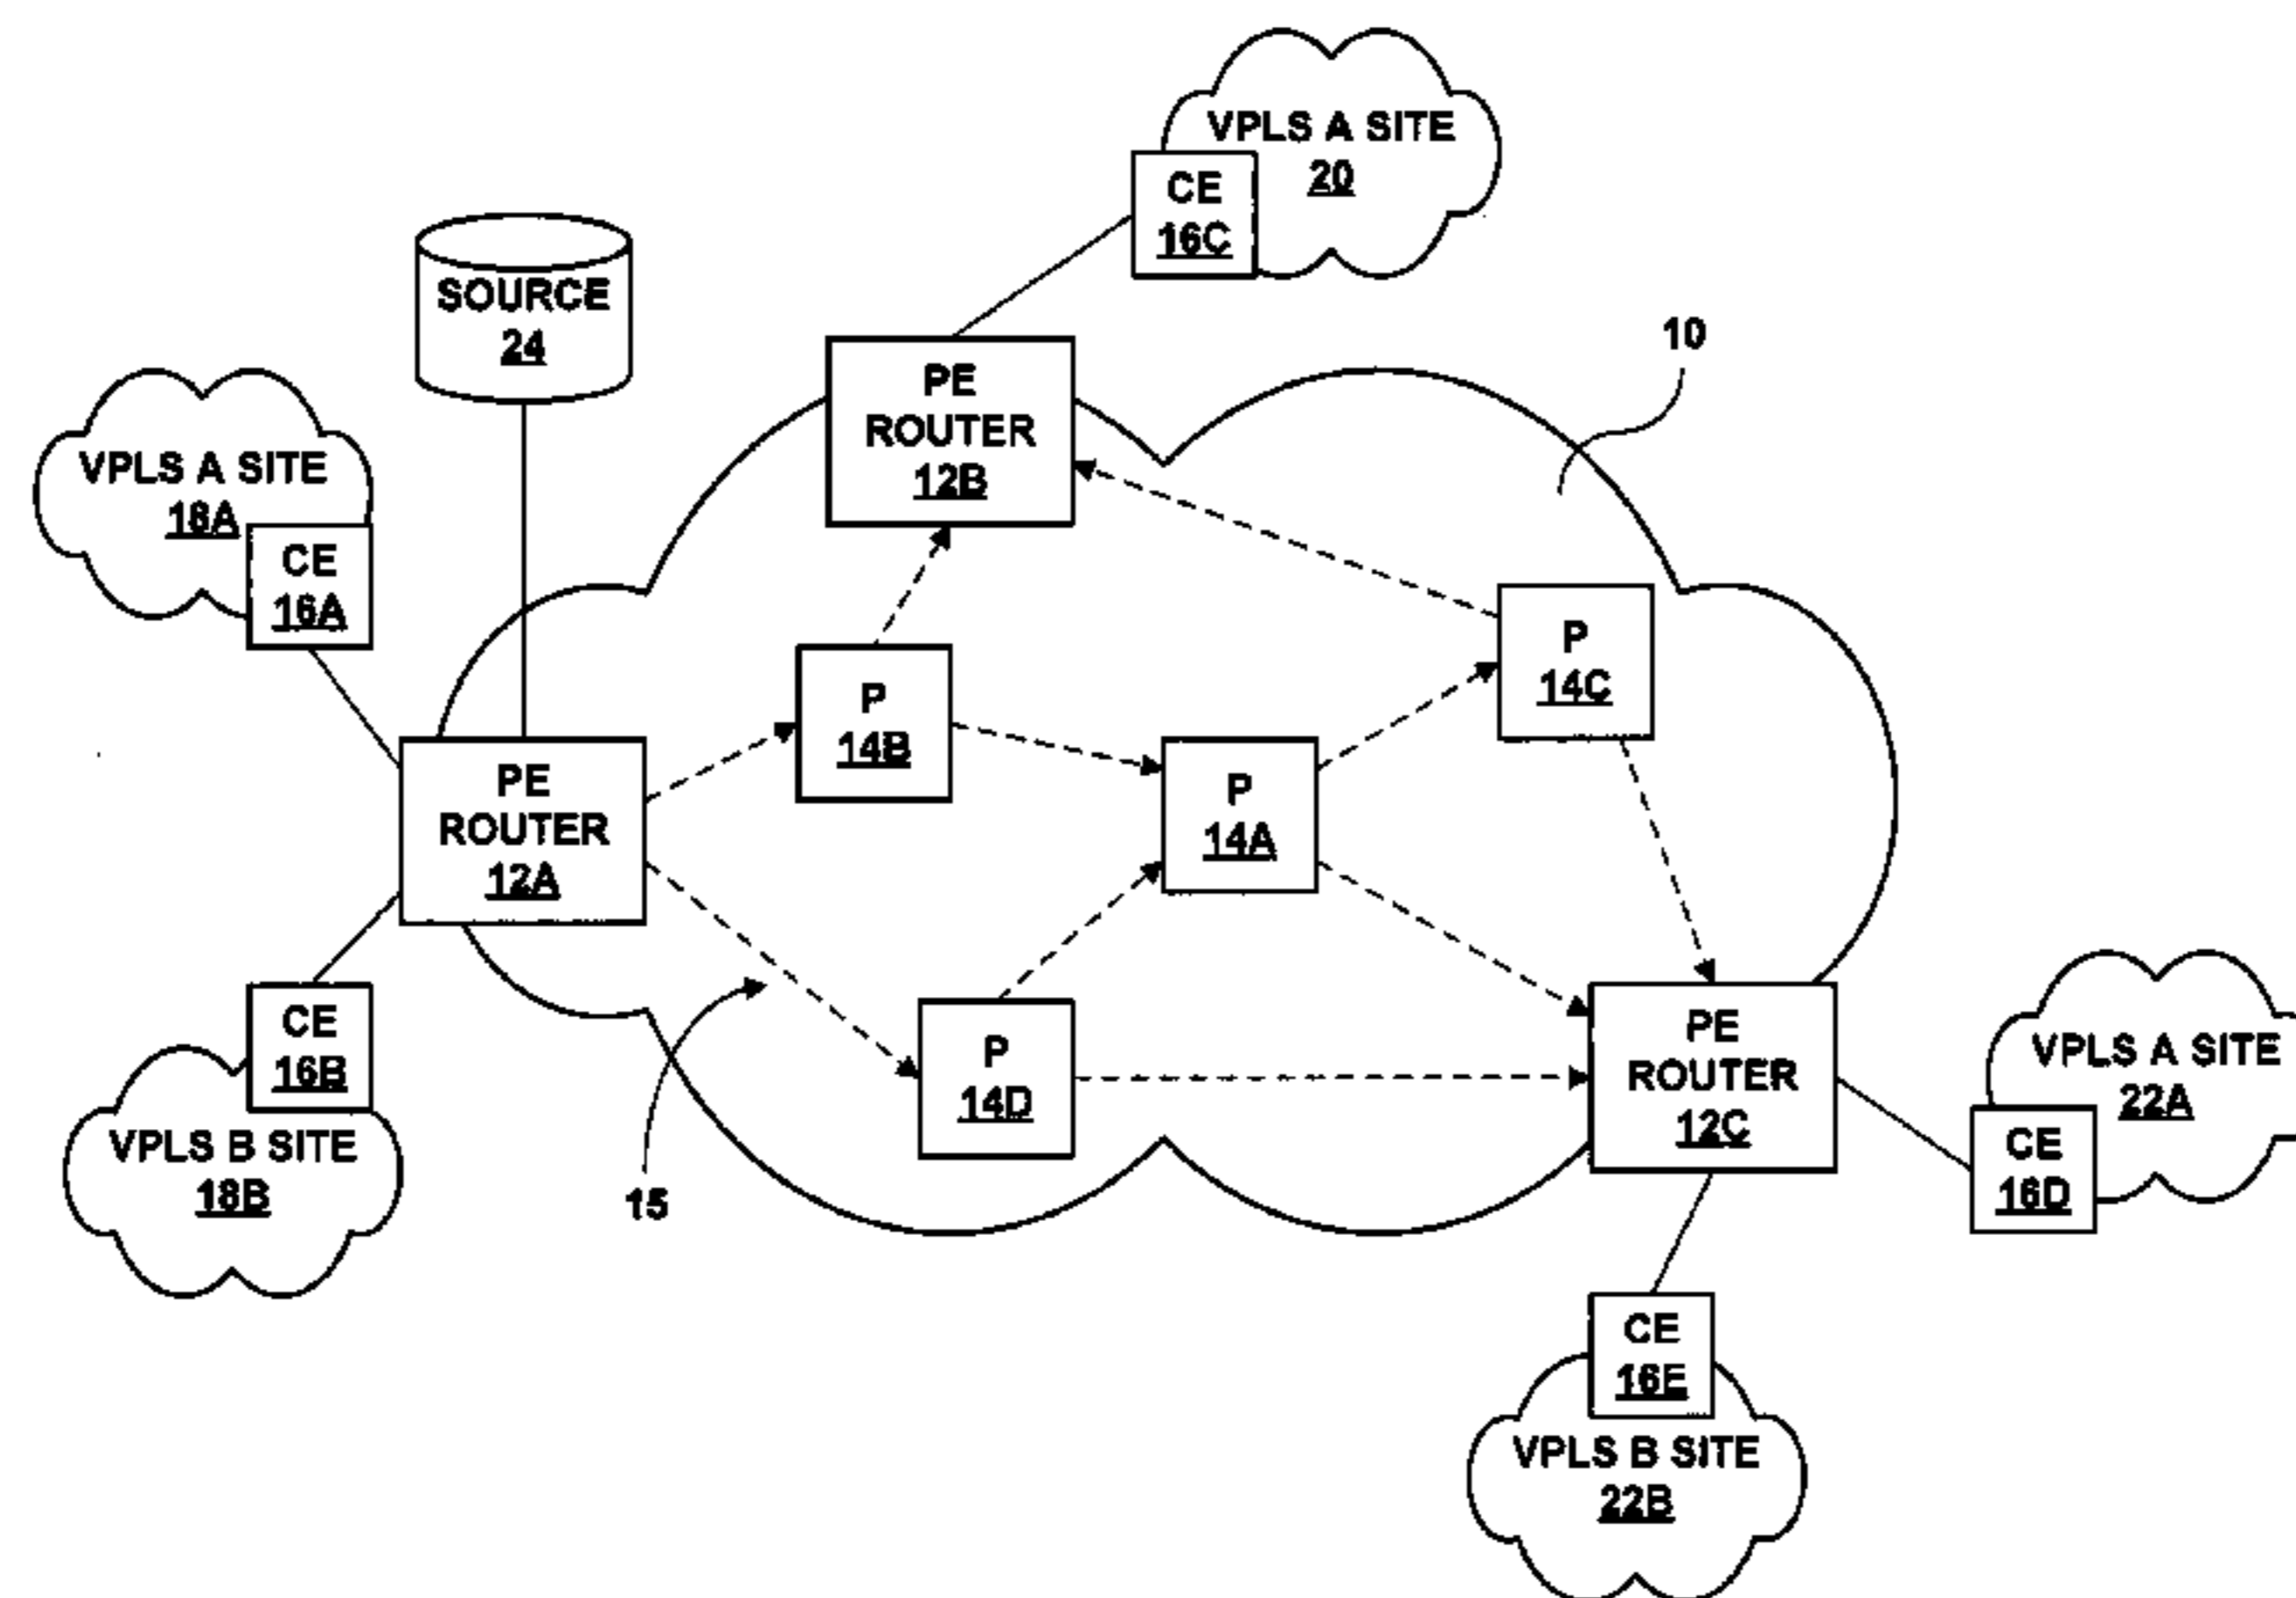 VPLS A SITE
20
CE
16C
SOURCE
24
10
PE
ROUTER
12B
VPLS A SITE
18A
CE
16A
P
14C
P
14B
PE
ROUTER
12A
P
14A
CE
16B
VPLS B SITE
18B
P
14D
PE
ROUTER
12C
VPLS A SITE
22A
CE
16D
15
CE
16E
VPLS B SITE
22B